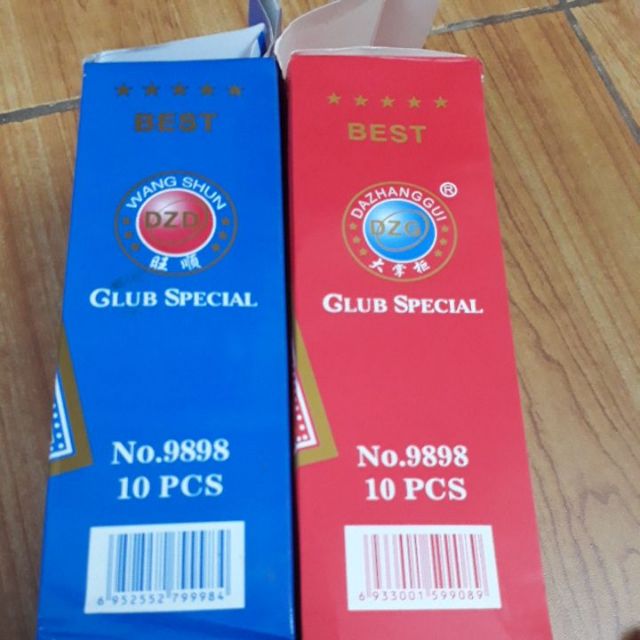 BEST
WANG SHUN
DZD
旺順
GLUB SPECIAL
No.9898
10 PCS
6 952552 799984
BEST
DAZHANGGUI®
DZG
大掌柜
GLUB SPECIAL
No.9898
10 PCS
6 933001 599089